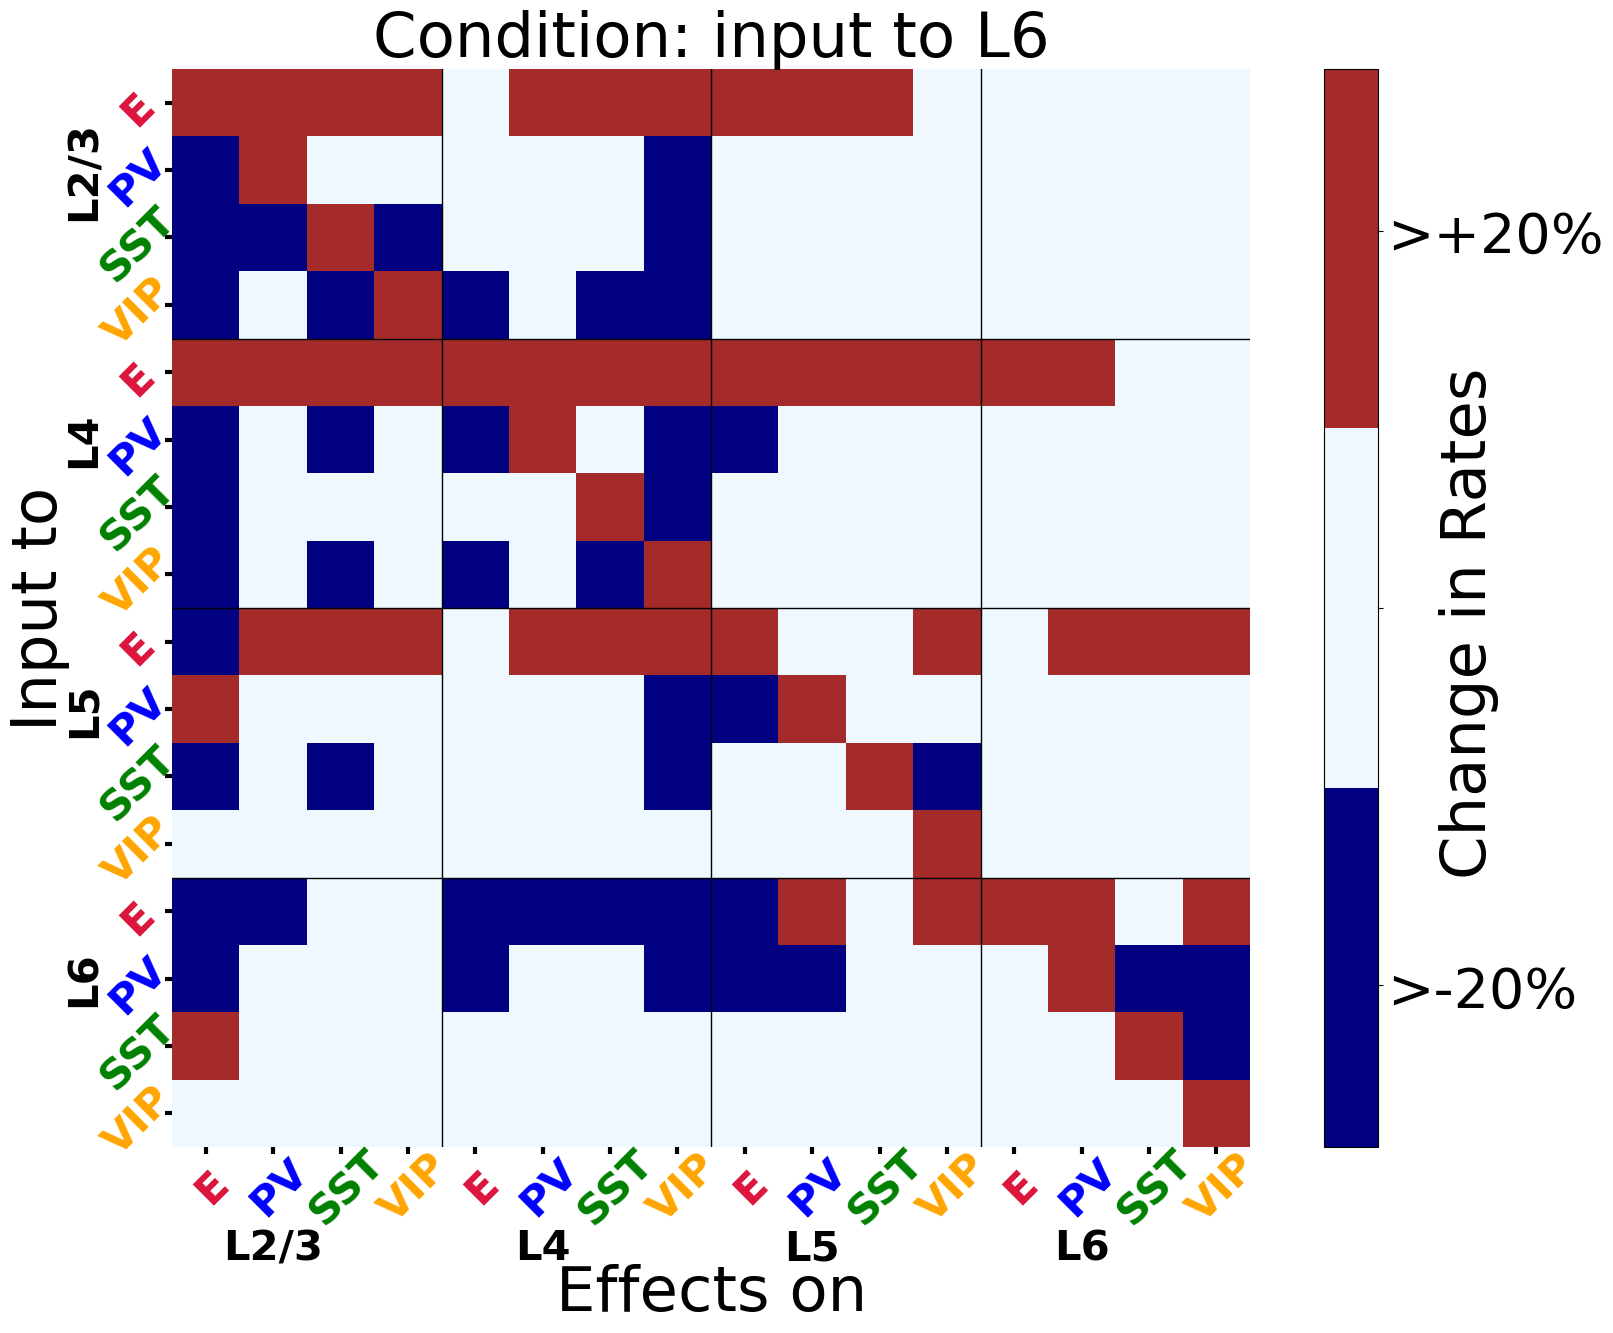 Condition: input to L6
Input to
L2/3
E
PV
SST
VIP
L4
E
PV
SST
VIP
L5
E
PV
SST
VIP
L6
E
PV
SST
VIP
E PV SST VIP E PV SST VIP E PV SST VIP E PV SST VIP
L2/3 L4 L5 L6
Effects on
>+20%
>-20%
Change in Rates